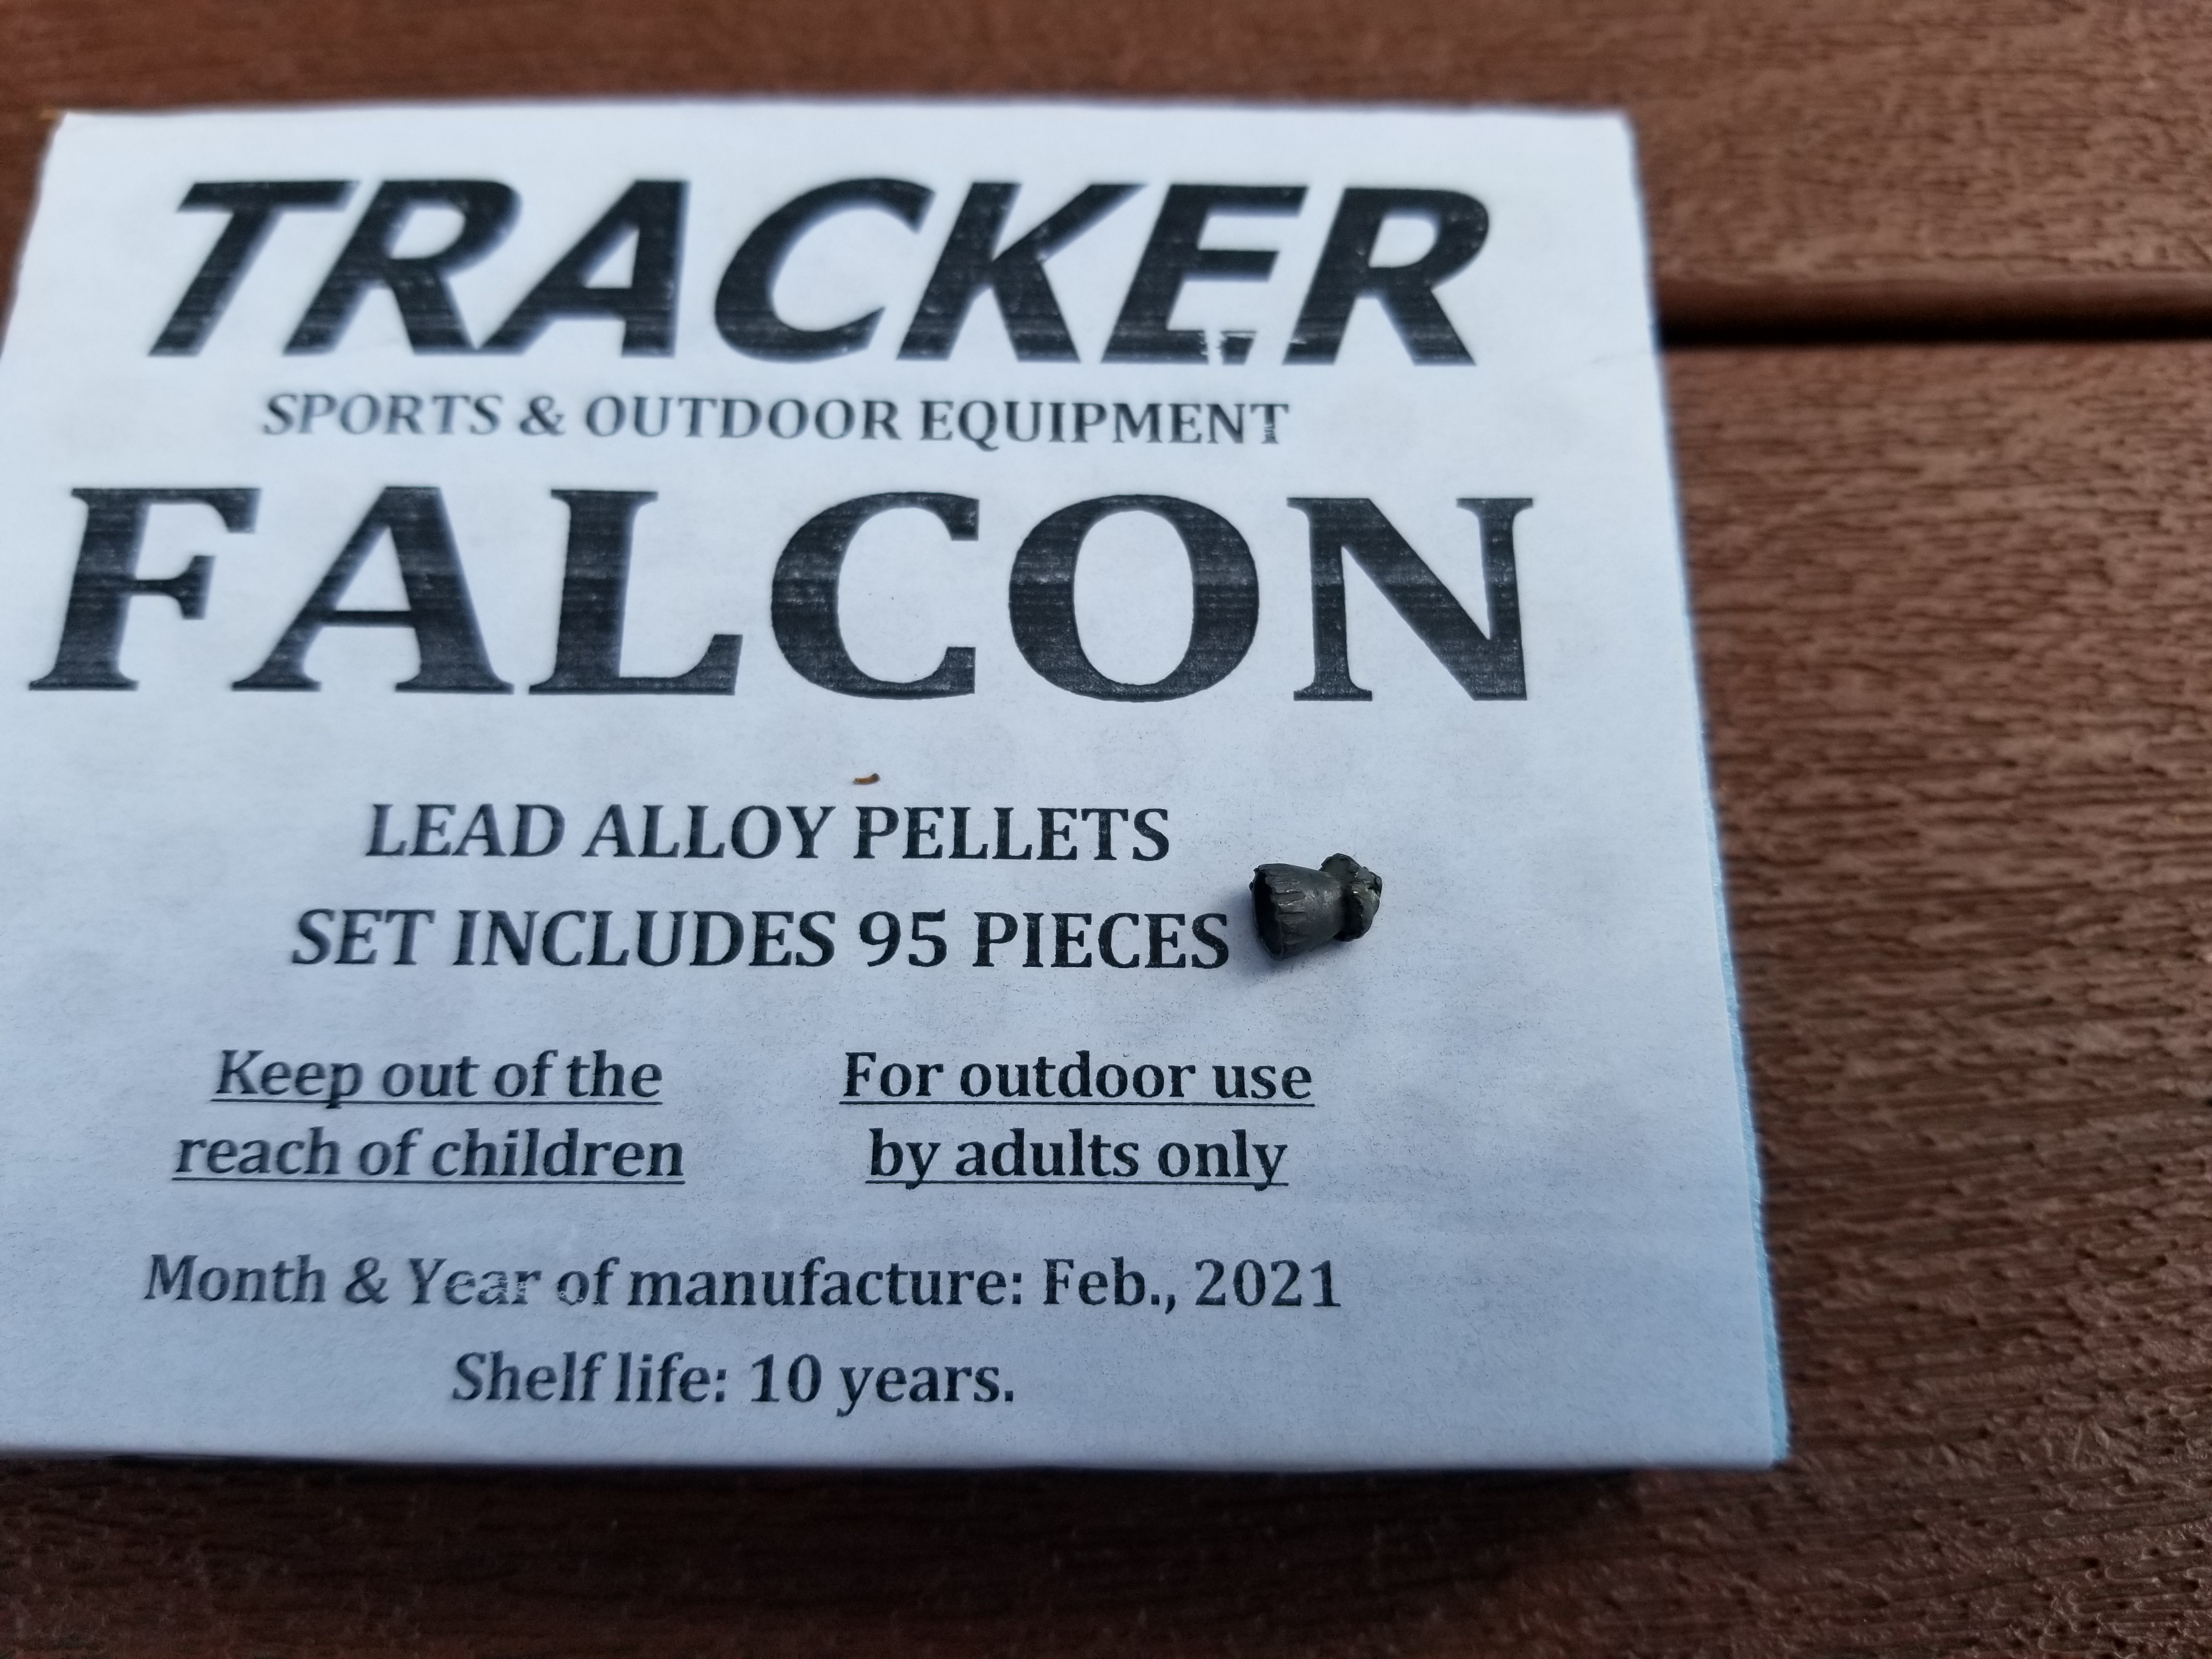 TRACKER
SPORTS & OUTDOOR EQUIPMENT
FALCON
LEAD ALLOY PELLETS
SET INCLUDES 95 PIECES
Keep out of the
reach of children
For outdoor use
by adults only
Month & Year of manufacture: Feb., 2021
Shelf life: 10 years.